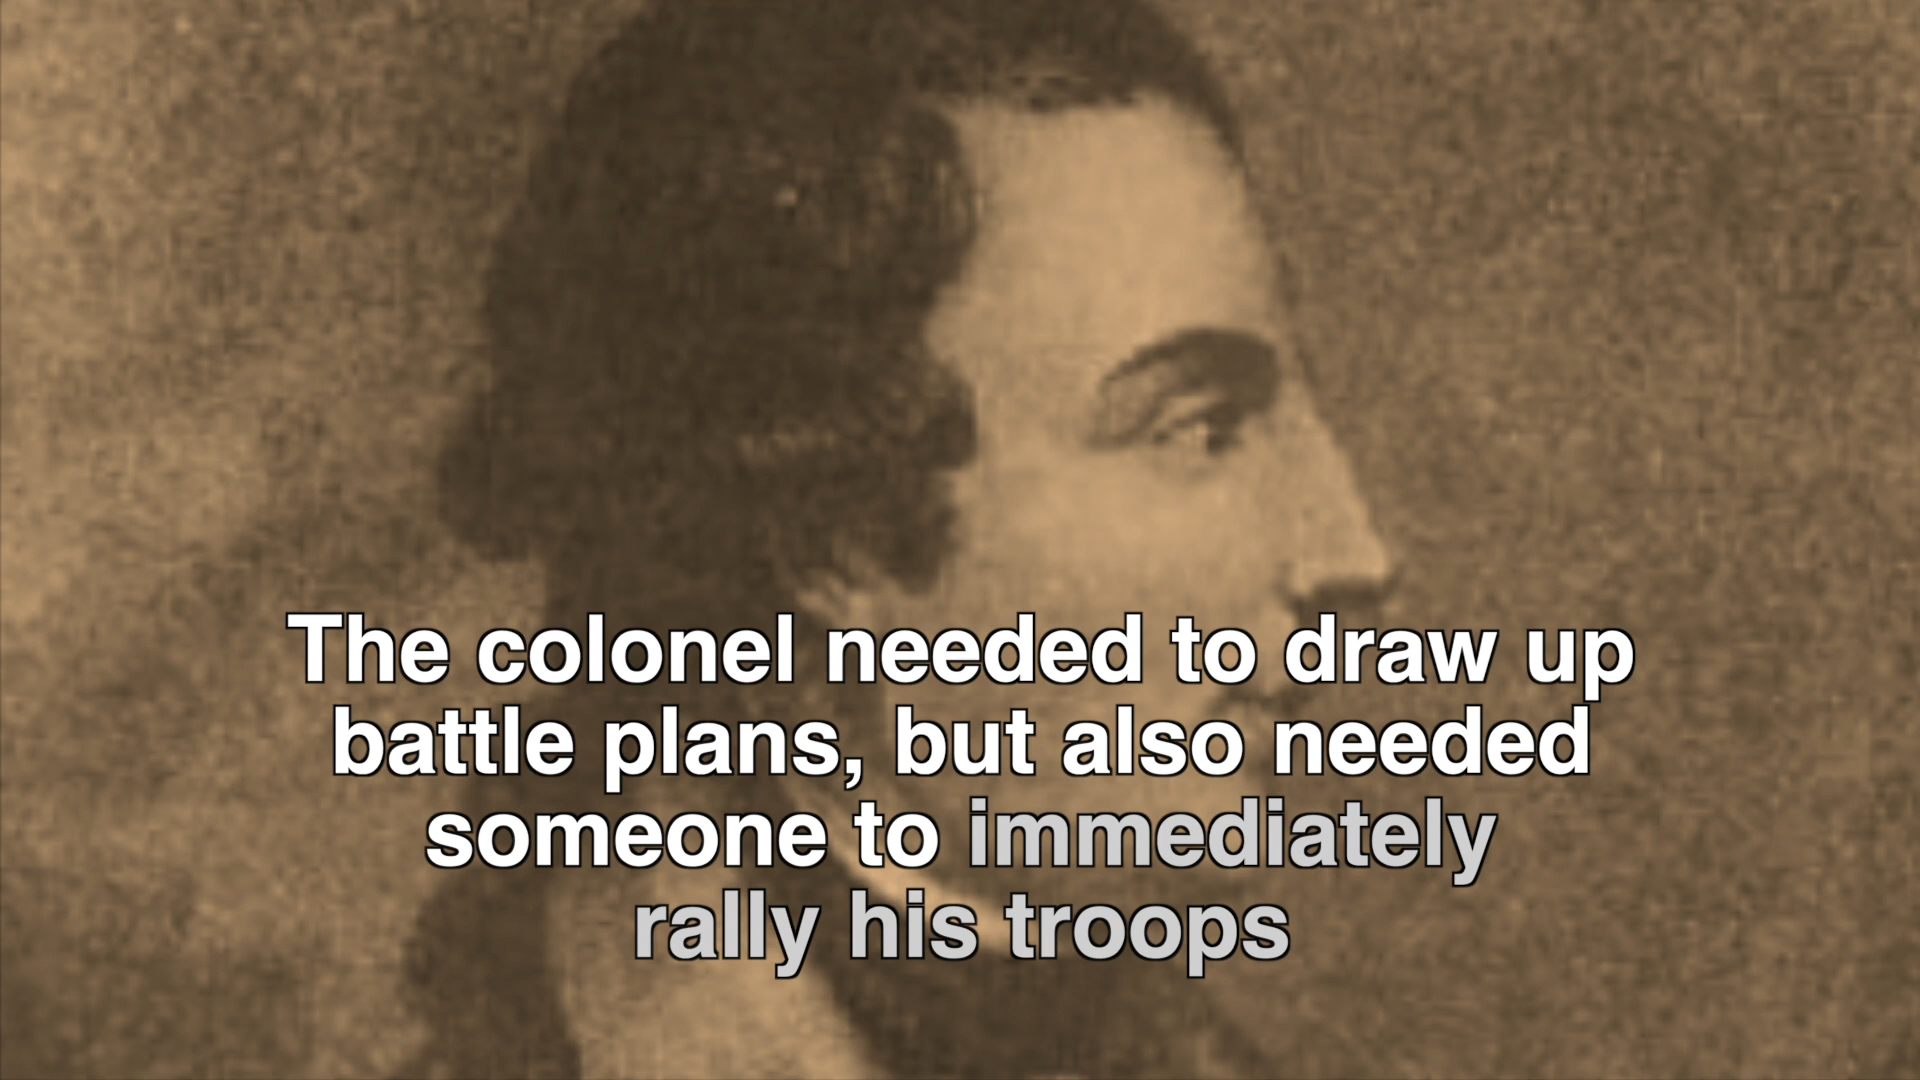 The colonel needed to draw up
battle plans, but also needed
someone to immediately
rally his troops